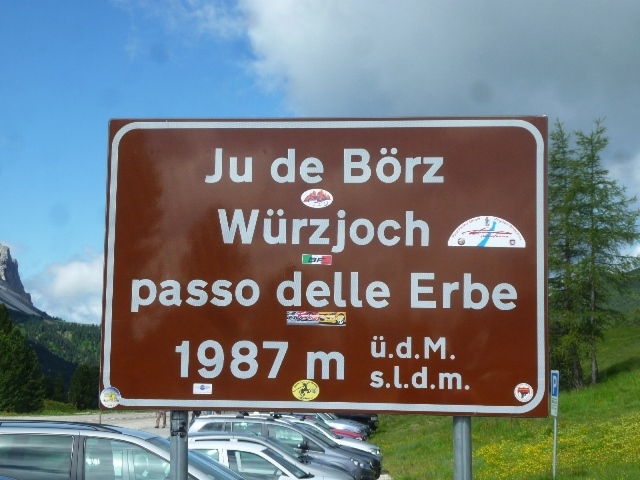 Ju de Börz
Würzjoch
passo delle Erbe
1987 m ü.d.M.
s.l.d.m.
P